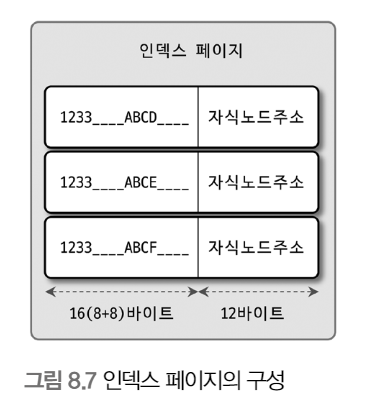 인덱스 페이지
1233____ABCD____ 자식노드주소
1233____ABCE____ 자식노드주소
1233____ABCF____ 자식노드주소
16(8+8)바이트 12바이트
그림 8.7 인덱스 페이지의 구성